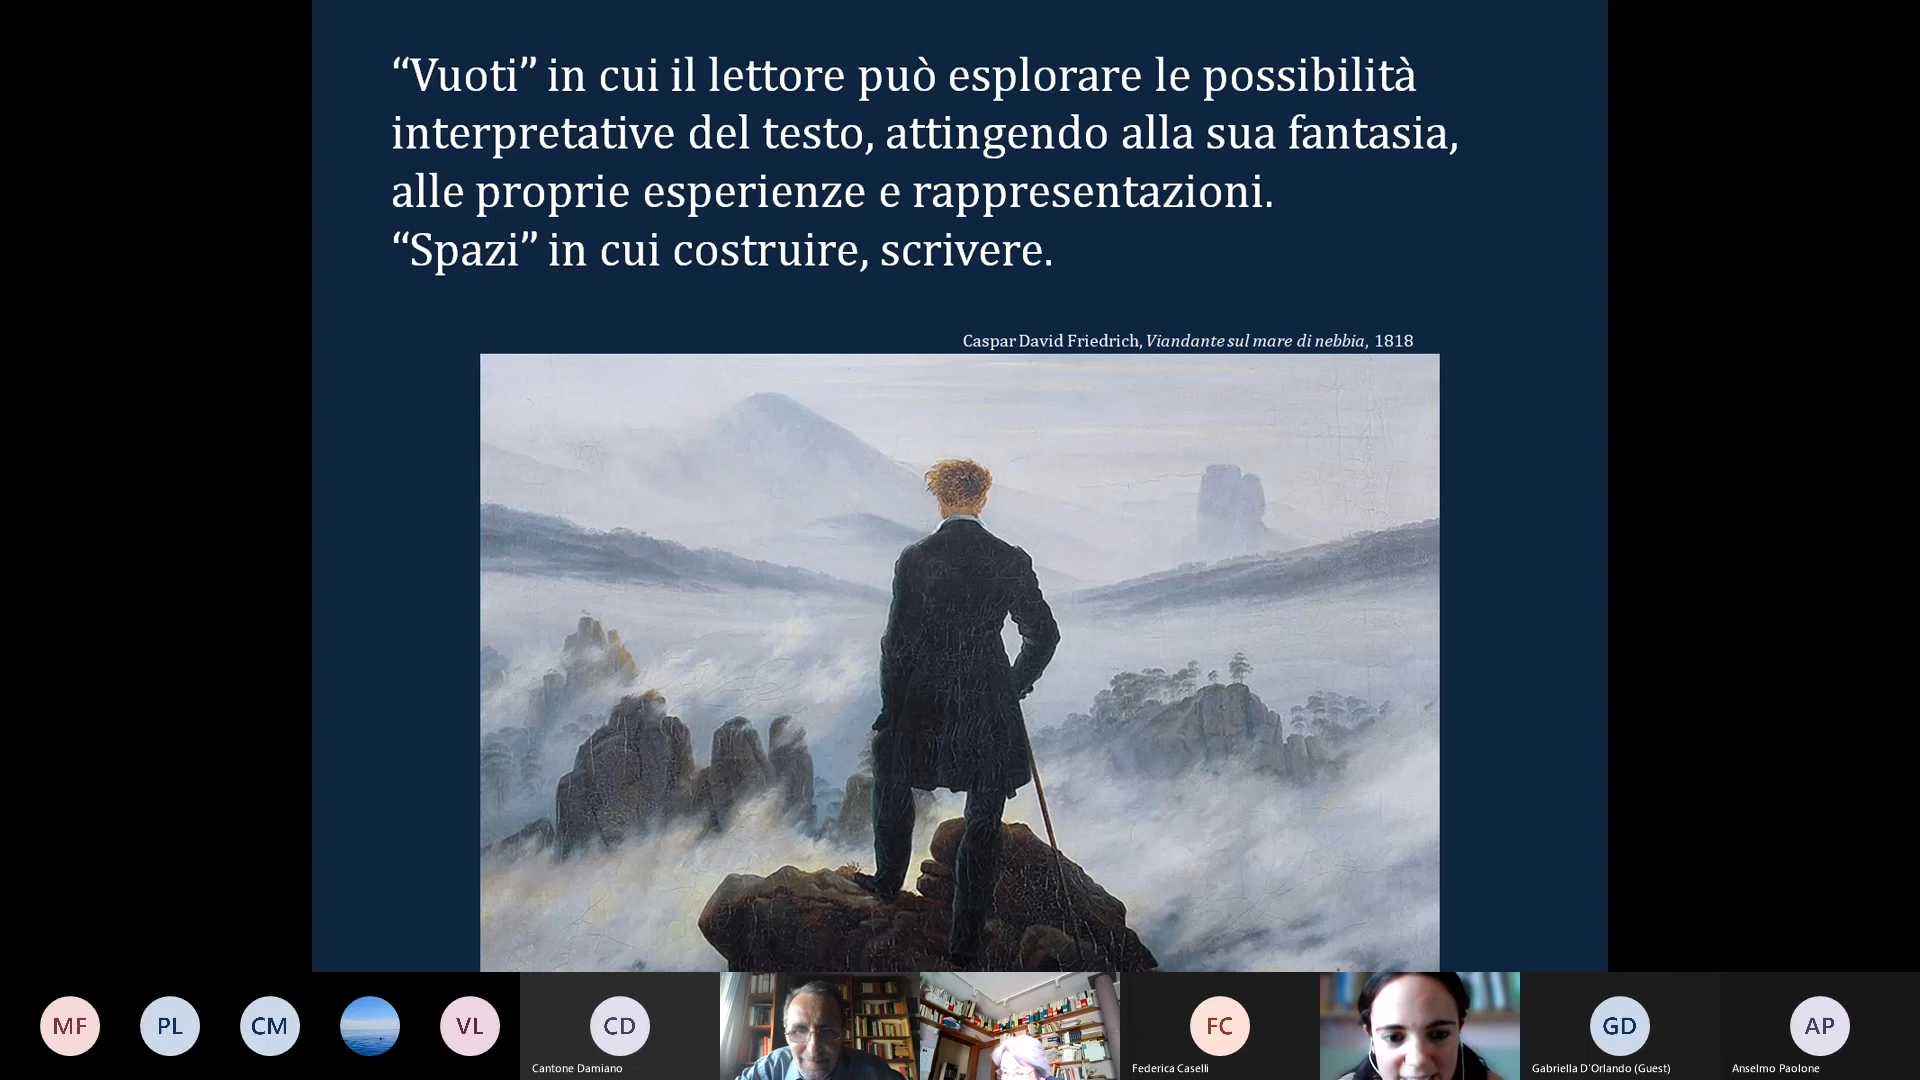 “Vuoti” in cui il lettore può esplorare le possibilità
interpretative del testo, attingendo alla sua fantasia,
alle proprie esperienze e rappresentazioni.
“Spazi” in cui costruire, scrivere.
Caspar David Friedrich, Viandante sul mare di nebbia, 1818
MF
PL
CM
VL
CD
FC
GD
AP
Cantone Damiano
Federica Caselli
Gabriella D'Orlando (Guest)
Anselmo Paolone